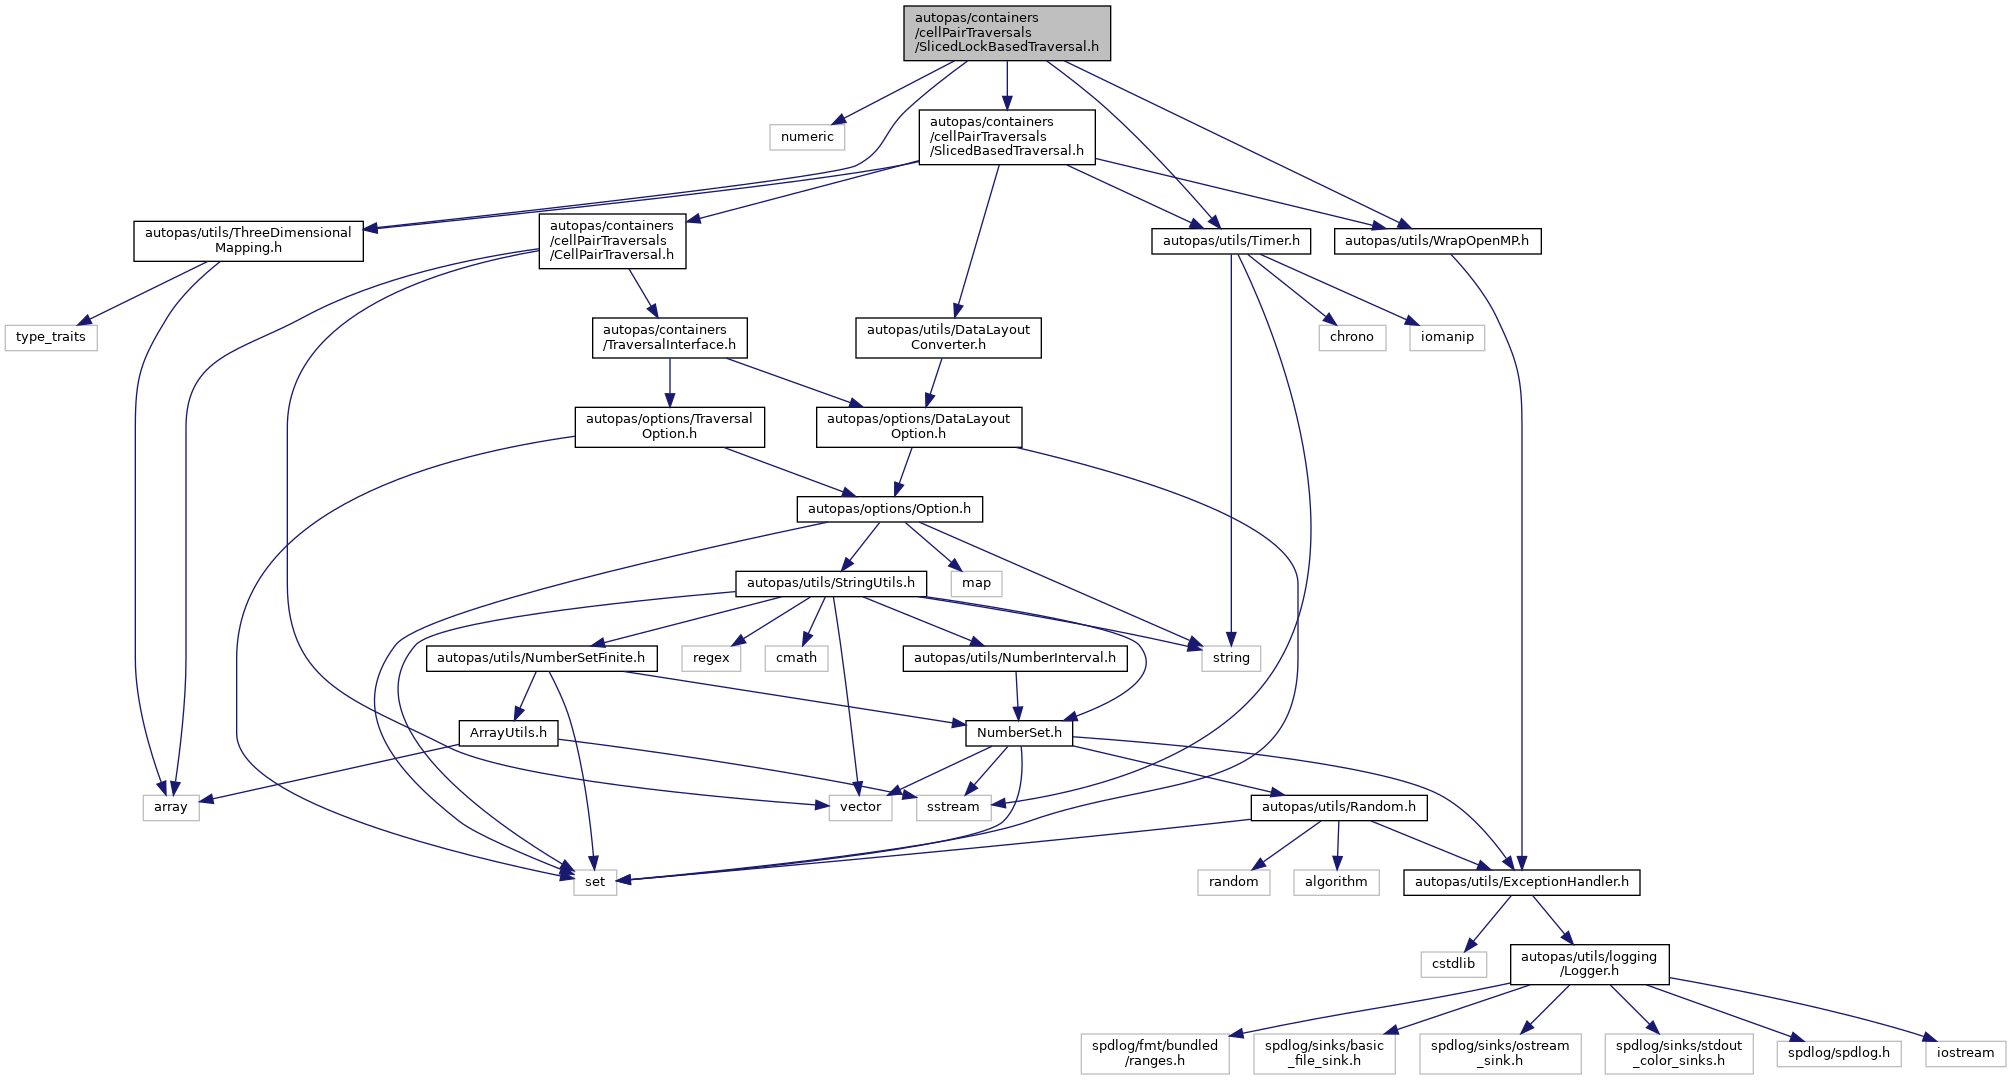 autopas/containers
/cellPairTraversals
/SlicedLockBasedTraversal.h
numeric
autopas/containers
/cellPairTraversals
/SlicedBasedTraversal.h
autopas/utils/ThreeDimensional
Mapping.h
autopas/containers
/cellPairTraversals
/CellPairTraversal.h
autopas/utils/Timer.h
autopas/utils/WrapOpenMP.h
type_traits
autopas/containers
/TraversalInterface.h
autopas/utils/DataLayout
Converter.h
chrono
iomanip
autopas/options/Traversal
Option.h
autopas/options/DataLayout
Option.h
autopas/options/Option.h
autopas/utils/StringUtils.h
map
autopas/utils/NumberSetFinite.h
regex
cmath
autopas/utils/NumberInterval.h
string
ArrayUtils.h
NumberSet.h
array
vector
sstream
autopas/utils/Random.h
set
random
algorithm
autopas/utils/ExceptionHandler.h
cstdlib
autopas/utils/logging
/Logger.h
spdlog/fmt/bundled
/ranges.h
spdlog/sinks/basic
_file_sink.h
spdlog/sinks/ostream
_sink.h
spdlog/sinks/stdout
_color_sinks.h
spdlog/spdlog.h
iostream